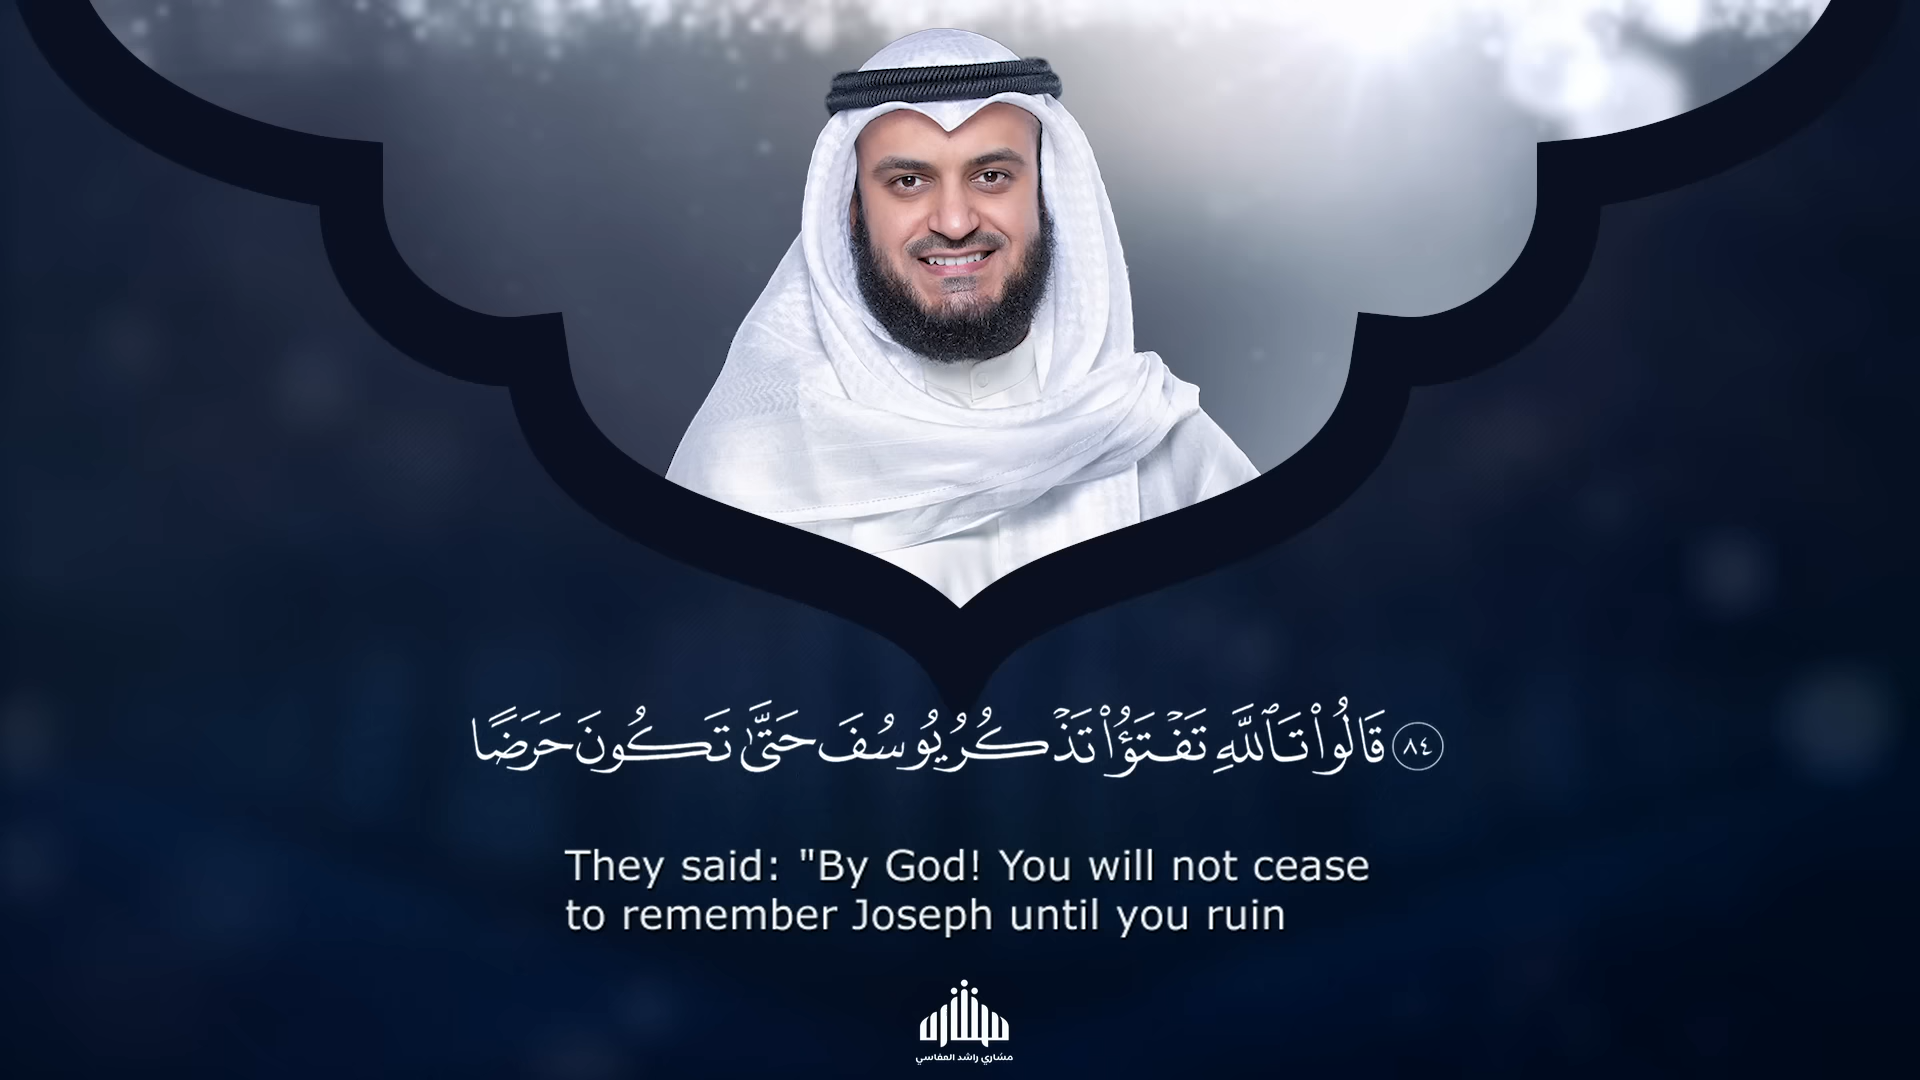 ٨٤ قَالُوا۟ تَٱللَّهِ تَفْتَؤُا۟ تَذْكُرُ يُوسُفَ حَتَّىٰ تَكُونَ حَرَضًا
They said: "By God! You will not cease
to remember Joseph until you ruin
مشاري راشد العفاسي